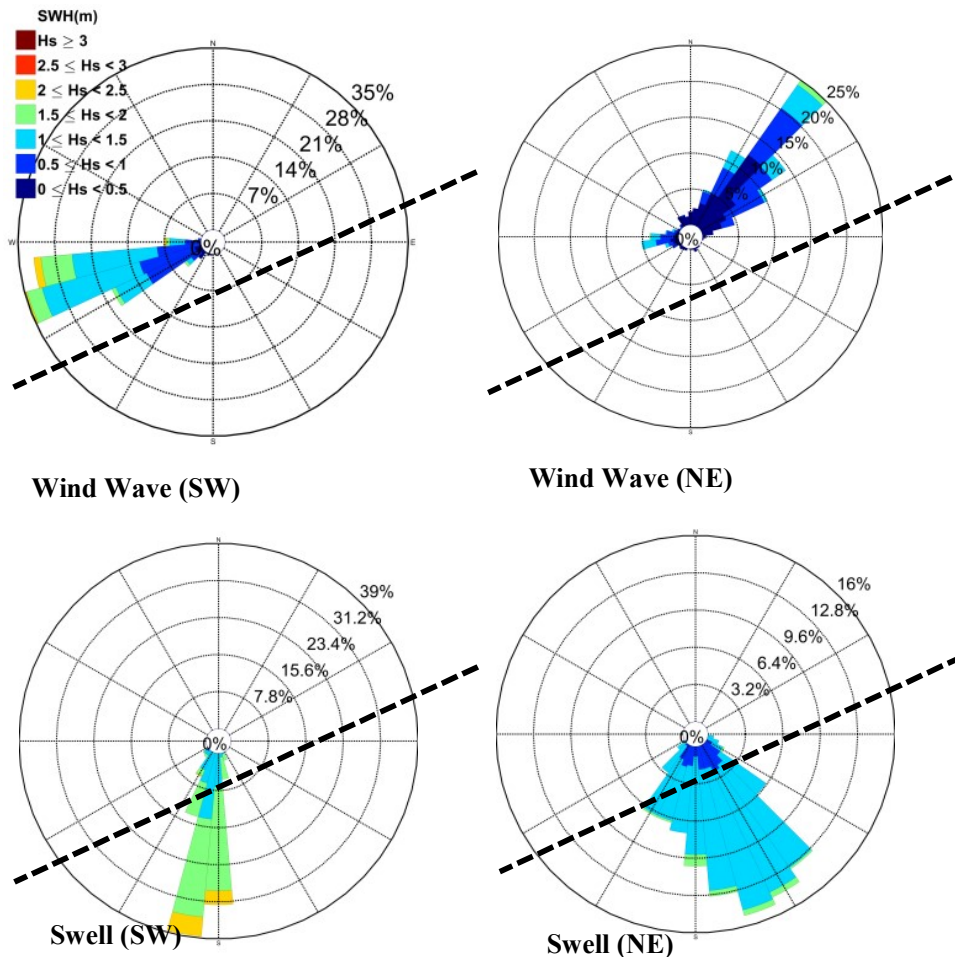 SWH(m)
Hs ≥ 3
2.5 ≤ Hs < 3
2 ≤ Hs < 2.5
1.5 ≤ Hs < 2
1 ≤ Hs < 1.5
0.5 ≤ Hs < 1
0 ≤ Hs < 0.5
N
35%
28%
21%
14%
7%
0%
W
E
S
Wind Wave (SW)
N
25%
20%
15%
10%
5%
0%
W
E
S
Wind Wave (NE)
N
39%
31.2%
23.4%
15.6%
7.8%
0%
S
Swell (SW)
N
16%
12.8%
9.6%
6.4%
3.2%
0%
S
Swell (NE)